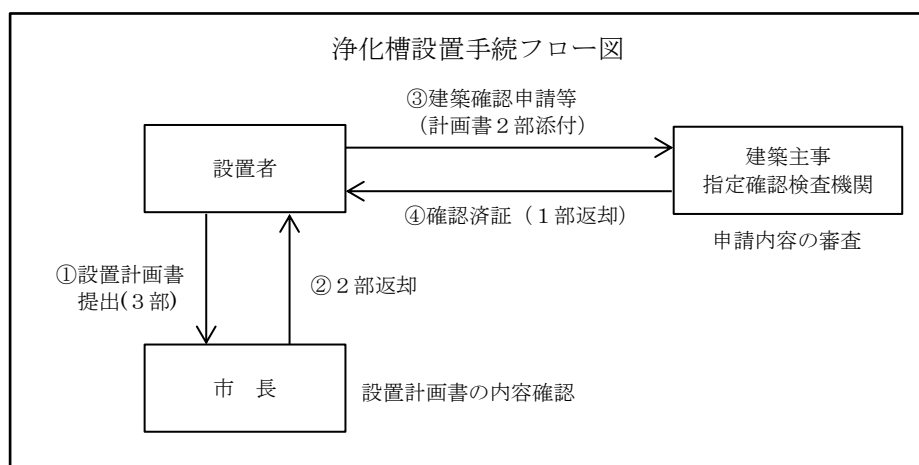 浄化槽設置手続フロー図
③建築確認申請等
（計画書２部添付）
設置者
建築主事
指定確認検査機関
④確認済証（１部返却）
申請内容の審査
①設置計画書
提出(３部)
②２部返却
市　長
設置計画書の内容確認